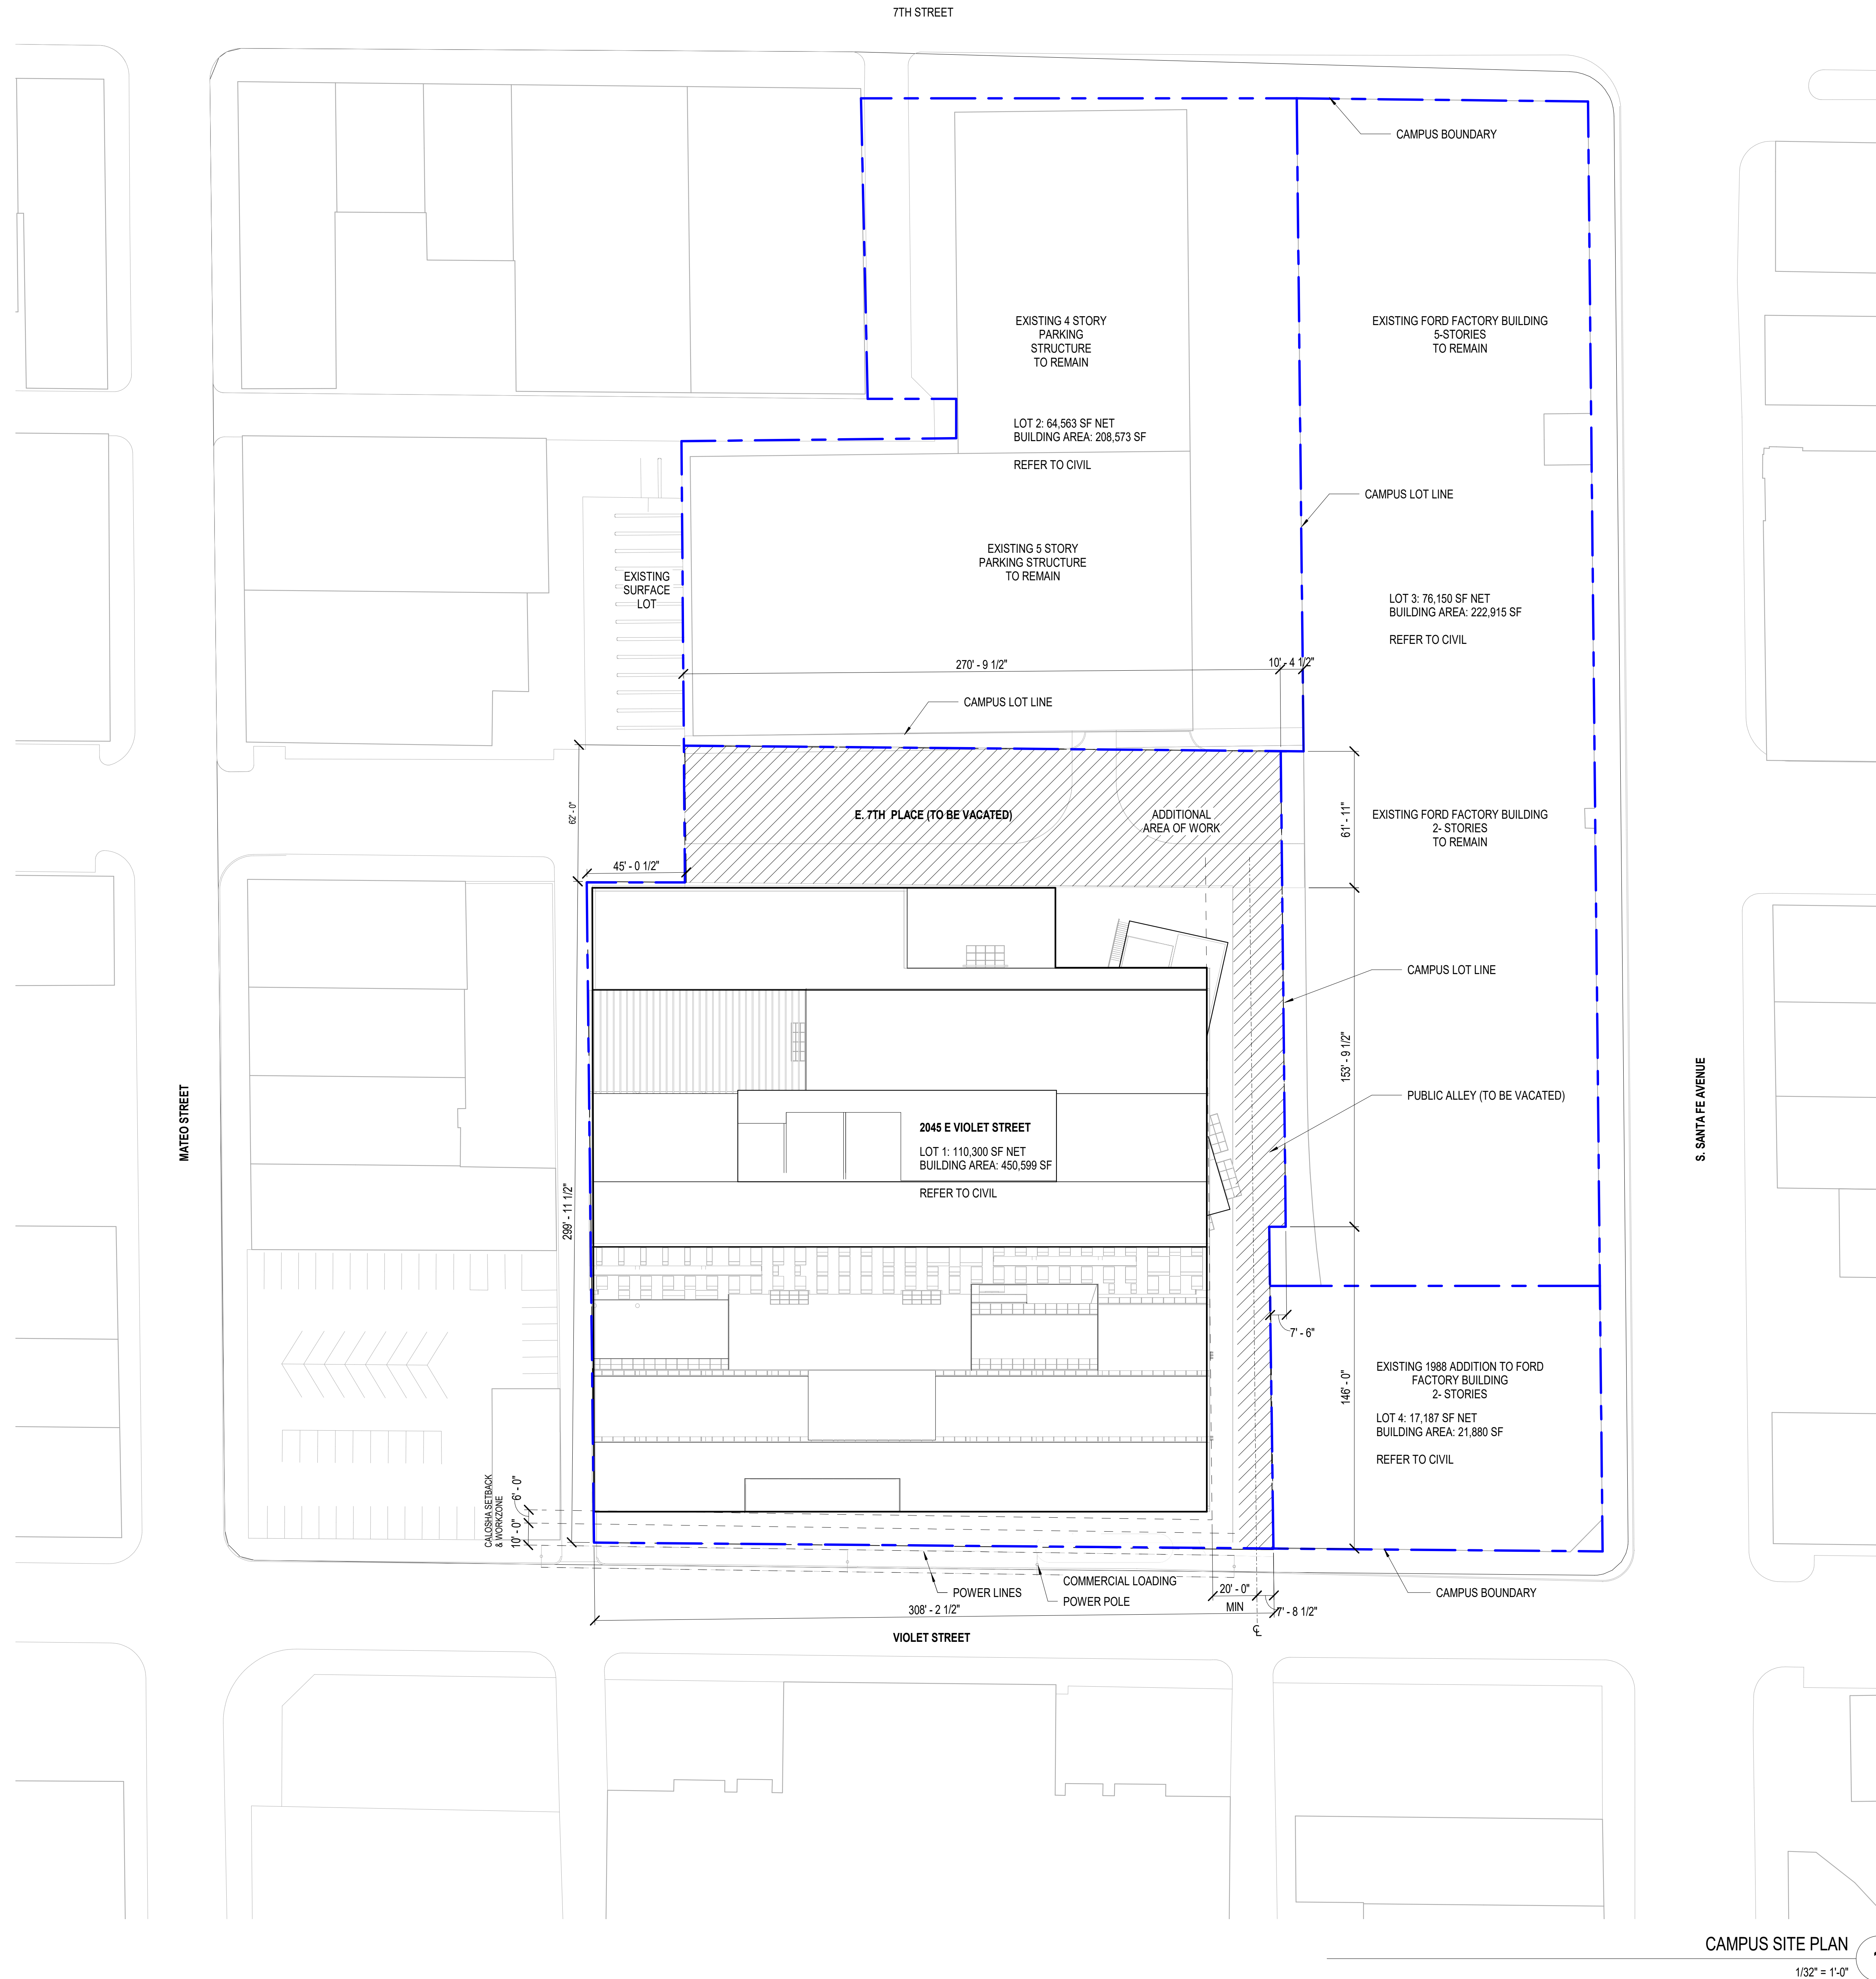 7TH STREET
CAMPUS BOUNDARY
EXISTING 4 STORY
PARKING
STRUCTURE
TO REMAIN
EXISTING FORD FACTORY BUILDING
5-STORIES
TO REMAIN
LOT 2: 64,563 SF NET
BUILDING AREA: 208,573 SF
REFER TO CIVIL
CAMPUS LOT LINE
EXISTING 5 STORY
PARKING STRUCTURE
TO REMAIN
EXISTING
SURFACE
LOT
LOT 3: 76,150 SF NET
BUILDING AREA: 222,915 SF
REFER TO CIVIL
270' - 9 1/2"
10' - 4 1/2"
CAMPUS LOT LINE
62' - 0"
E. 7TH PLACE (TO BE VACATED)
ADDITIONAL
AREA OF WORK
61' - 11"
EXISTING FORD FACTORY BUILDING
2- STORIES
TO REMAIN
45' - 0 1/2"
CAMPUS LOT LINE
153' - 9 1/2"
PUBLIC ALLEY (TO BE VACATED)
MATEO STREET
S. SANTA FE AVENUE
2045 E VIOLET STREET
LOT 1: 110,300 SF NET
BUILDING AREA: 450,599 SF
REFER TO CIVIL
299' - 11 1/2"
7' - 6"
146' - 0"
EXISTING 1988 ADDITION TO FORD
FACTORY BUILDING
2- STORIES
LOT 4: 17,187 SF NET
BUILDING AREA: 21,880 SF
REFER TO CIVIL
CALOSHA SETBACK
& WORKZONE
10' - 0"
6' - 0"
POWER LINES
COMMERCIAL LOADING
POWER POLE
20' - 0"
MIN
7' - 8 1/2"
CAMPUS BOUNDARY
308' - 2 1/2"
VIOLET STREET
CAMPUS SITE PLAN
1/32" = 1'-0"